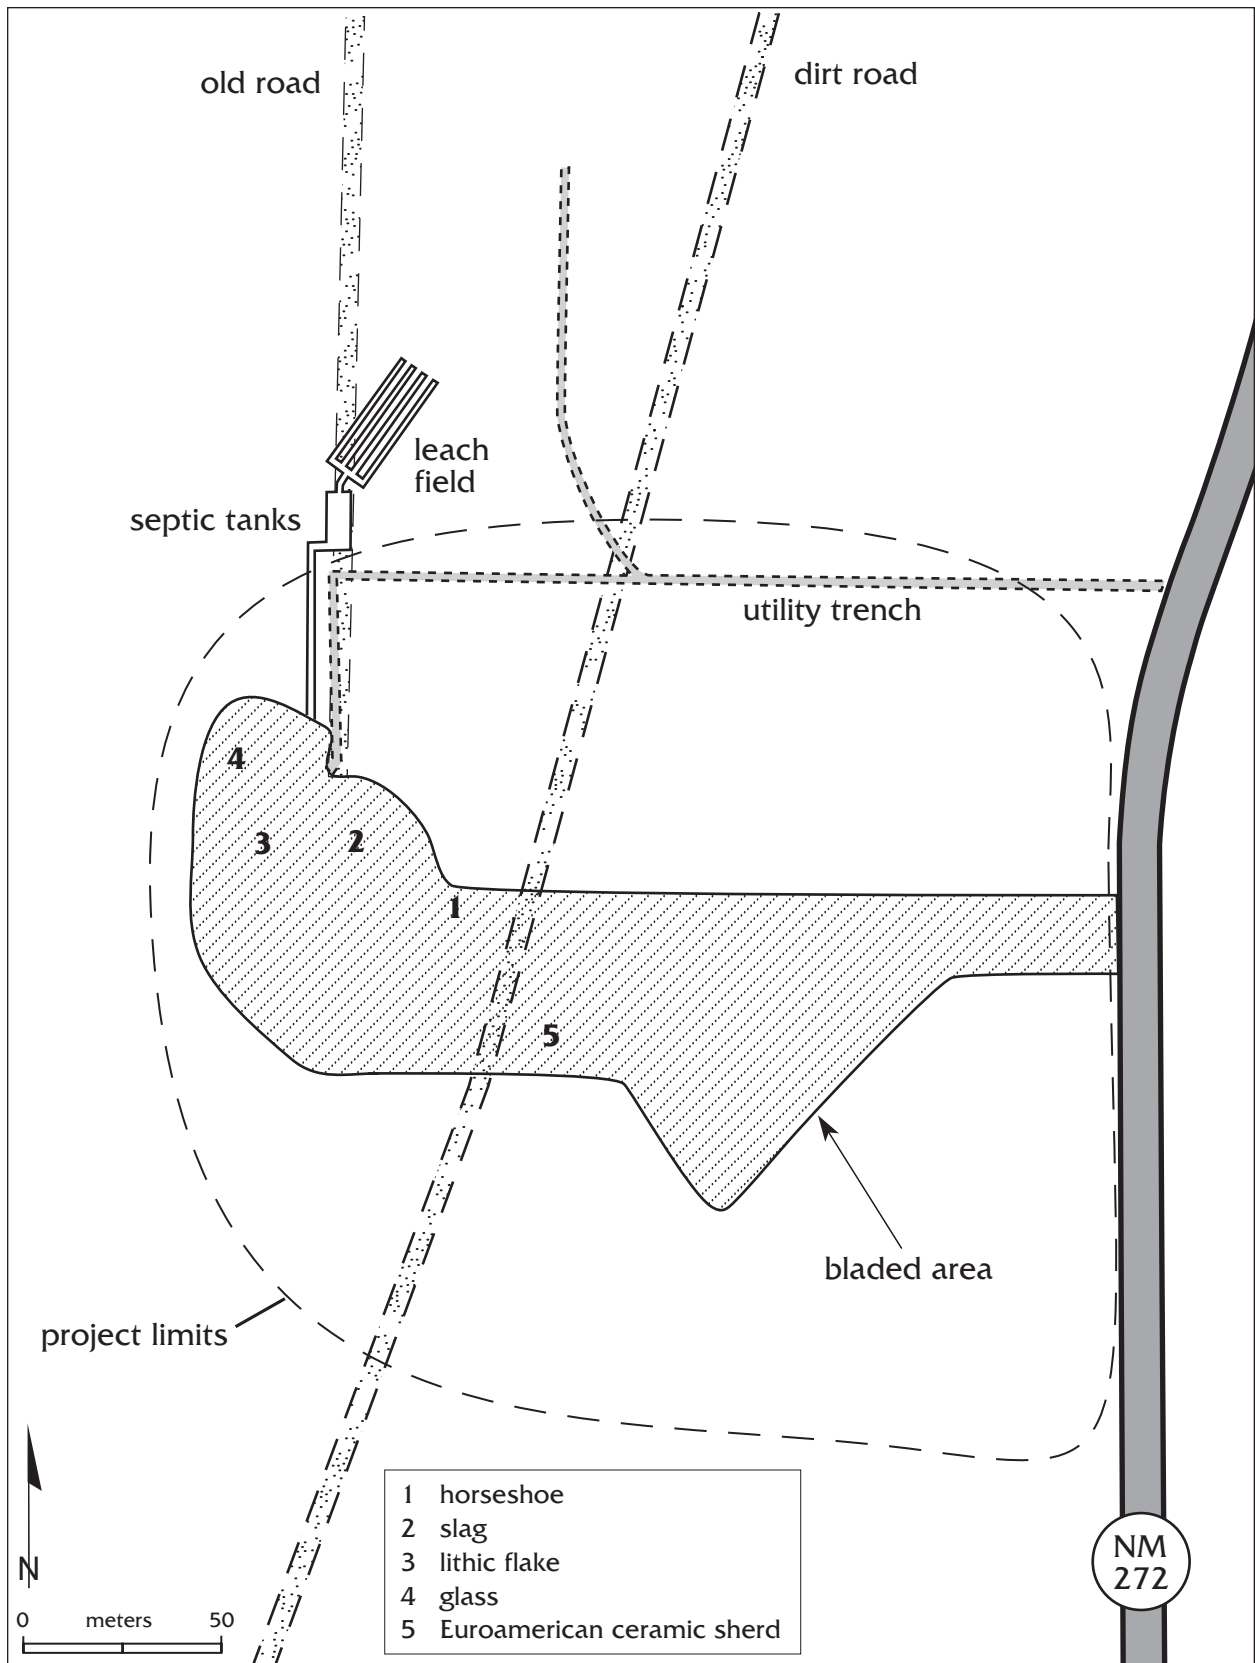 old road
dirt road
leach
field
septic tanks
utility trench
4
3
2
1
5
bladed area
project limits
N
0 meters 50
1 horseshoe
2 slag
3 lithic flake
4 glass
5 Euroamerican ceramic sherd
NM
272